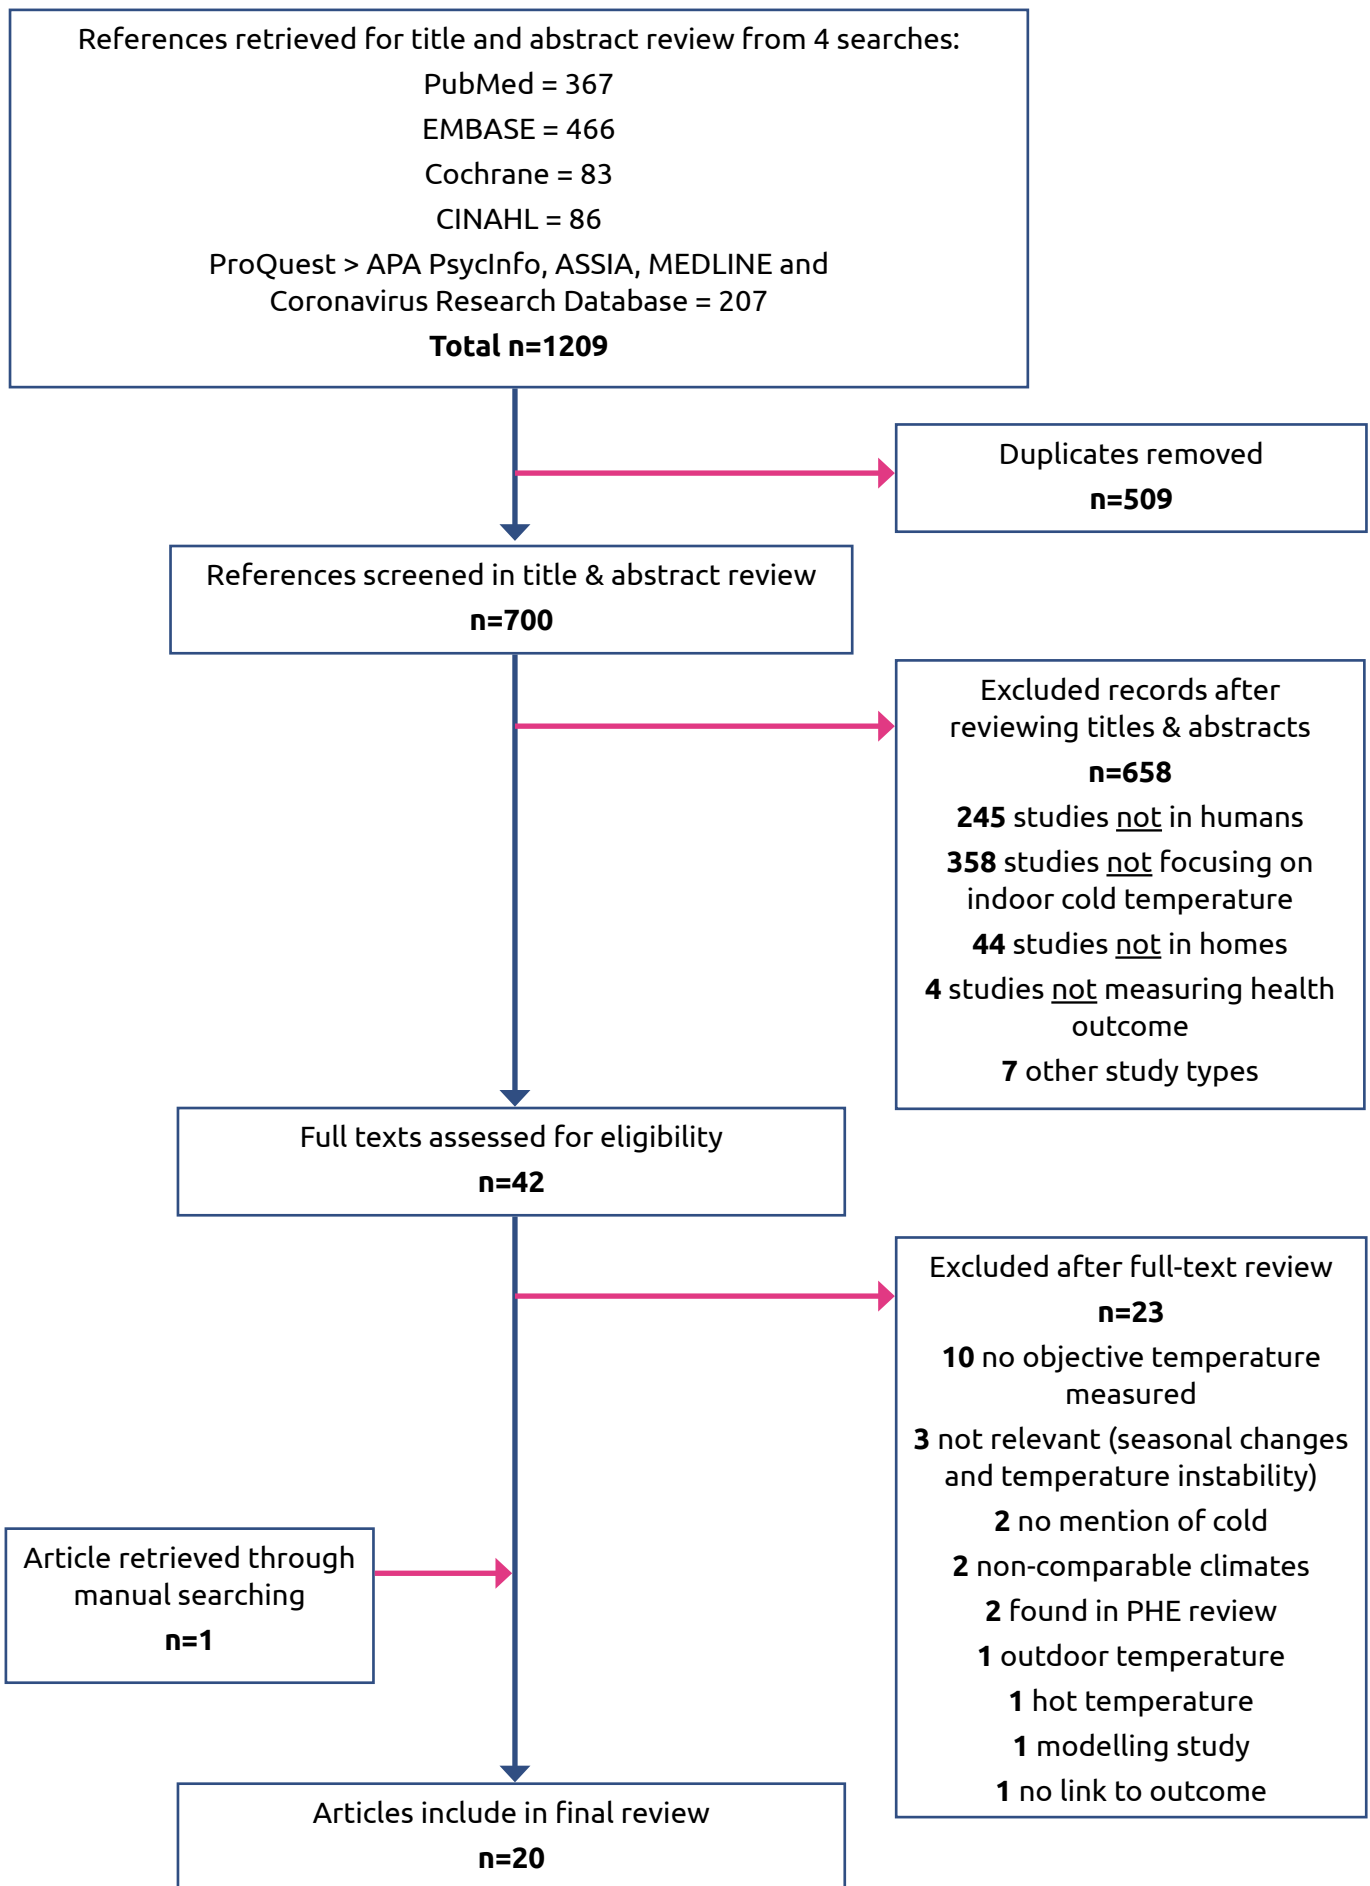 References retrieved for title and abstract review from 4 searches:
PubMed = 367
EMBASE = 466
Cochrane = 83
CINAHL = 86
ProQuest > APA PsycInfo, ASSIA, MEDLINE and
Coronavirus Research Database = 207
Total n=1209
Duplicates removed
n=509
References screened in title & abstract review
n=700
Excluded records after
reviewing titles & abstracts
n=658
245 studies not in humans
358 studies not focusing on
indoor cold temperature
44 studies not in homes
4 studies not measuring health
outcome
7 other study types
Full texts assessed for eligibility
n=42
Excluded after full-text review
n=23
10 no objective temperature
measured
3 not relevant (seasonal changes
and temperature instability)
2 no mention of cold
2 non-comparable climates
2 found in PHE review
1 outdoor temperature
1 hot temperature
1 modelling study
1 no link to outcome
Article retrieved through
manual searching
n=1
Articles include in final review
n=20